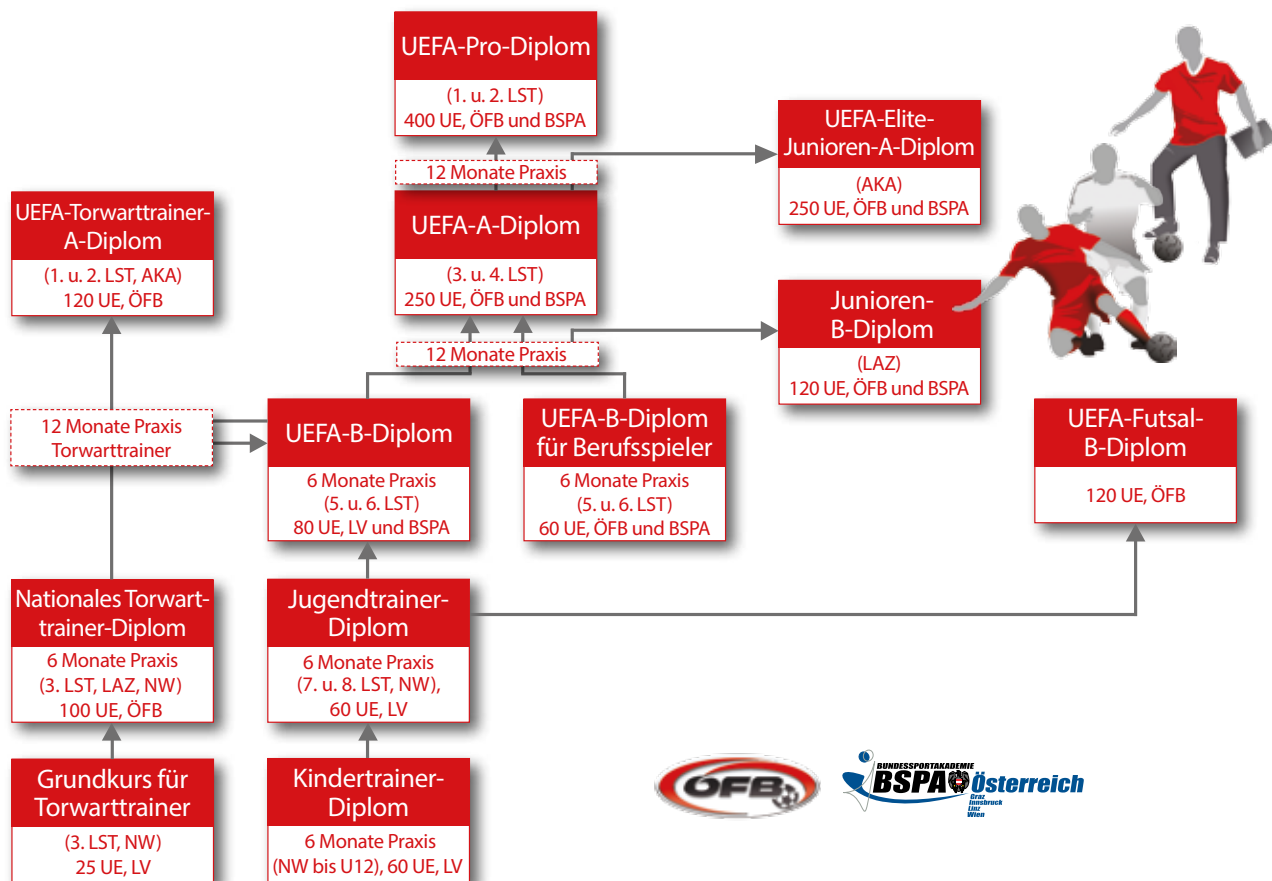 UEFA-Pro-Diplom
(1. u. 2. LST)
400 UE, ÖFB und BSPA
12 Monate Praxis
UEFA-Elite-
Junioren-A-Diplom
(AKA)
250 UE, ÖFB und BSPA
UEFA-Torwarttrainer-
A-Diplom
(1. u. 2. LST, AKA)
120 UE, ÖFB
UEFA-A-Diplom
(3. u. 4. LST)
250 UE, ÖFB und BSPA
12 Monate Praxis
Junioren-
B-Diplom
(LAZ)
120 UE, ÖFB und BSPA
12 Monate Praxis
Torwarttrainer
UEFA-B-Diplom
6 Monate Praxis
(5. u. 6. LST)
80 UE, LV und BSPA
UEFA-B-Diplom
für Berufsspieler
6 Monate Praxis
(5. u. 6. LST)
60 UE, ÖFB und BSPA
UEFA-Futsal-
B-Diplom
120 UE, ÖFB
Nationales Torwart-
trainer-Diplom
6 Monate Praxis
(3. LST, LAZ, NW)
100 UE, ÖFB
Jugendtrainer-
Diplom
6 Monate Praxis
(7. u. 8. LST, NW),
60 UE, LV
Grundkurs für
Torwarttrainer
(3. LST, NW)
25 UE, LV
Kindertrainer-
Diplom
6 Monate Praxis
(NW bis U12), 60 UE, LV
ÖFB
BUNDESSPORTAKADEMIE
BSPA Österreich
Graz
Innsbruck
Linz
Wien